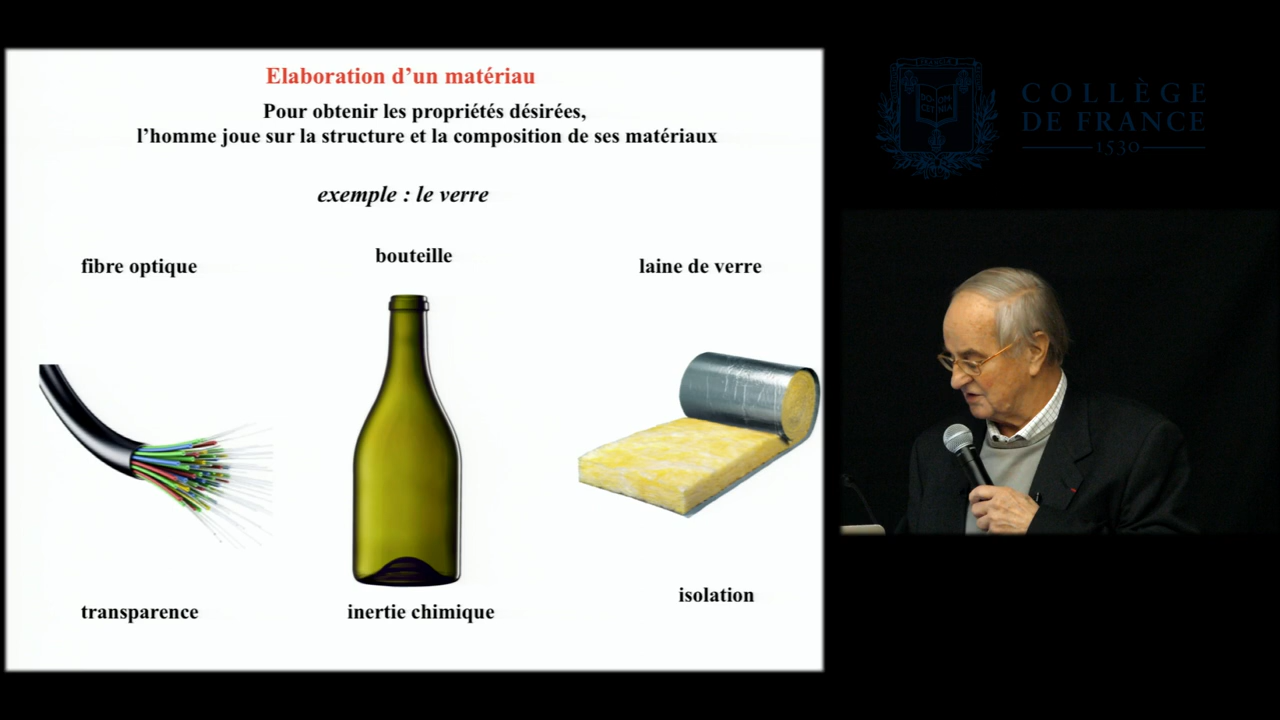 Elaboration d’un matériau
Pour obtenir les propriétés désirées,
l’homme joue sur la structure et la composition de ses matériaux
exemple : le verre
fibre optique
bouteille
laine de verre
transparence
inertie chimique
isolation
COLLÈGE
DE FRANCE
1530